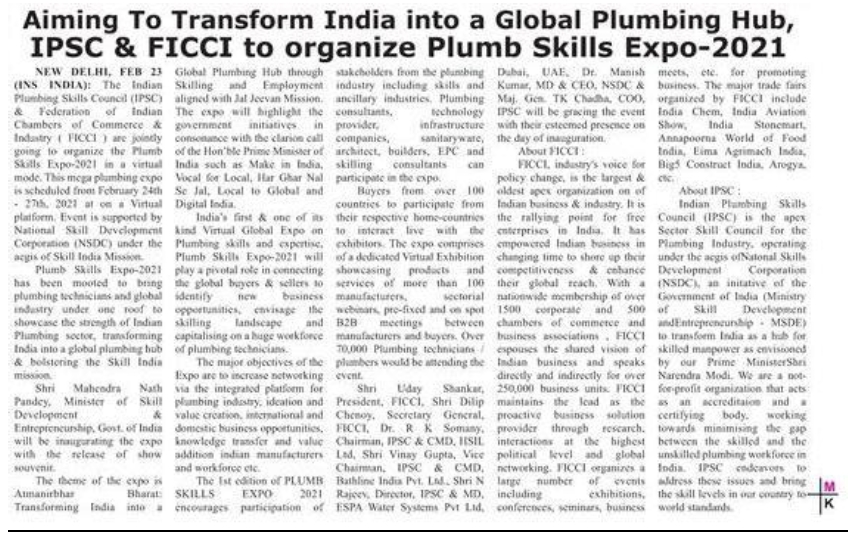 Aiming To Transform India into a Global Plumbing Hub,
IPSC & FICCI to organize Plumb Skills Expo-2021
NEW DELHI, FEB 23
(INS INDIA): The Indian
Plumbing Skills Council (IPSC)
& Federation of Indian
Chambers of Commerce &
Industry ( FICCI ) are jointly
going to organize the Plumb
Skills Expo-2021 in a virtual
mode. This mega plumbing expo
is scheduled from February 24th
- 27th, 2021 at on a Virtual
platform. Event is supported by
National Skill Development
Corporation (NSDC) under the
aegis of Skill India Mission.
Plumb Skills Expo-2021
has been mooted to bring
plumbing technicians and global
industry under one roof to
showcase the strength of Indian
Plumbing sector, transforming
India into a global plumbing hub
& bolstering the Skill India
mission.
Shri Mahendra Nath
Pandey, Minister of Skill
Development &
Entrepreneurship, Govt. of India
will be inaugurating the expo
with the release of show
souvenir.
The theme of the expo is
Atmanirbhar Bharat:
Transforming India into a
Global Plumbing Hub through
Skilling and Employment
aligned with Jal Jeevan Mission.
The expo will highlight the
government initiatives in
consonance with the clarion call
of the Hon'ble Prime Minister of
India such as Make in India,
Vocal for Local, Har Ghar Nal
Se Jal, Local to Global and
Digital India.
India's first & one of its
kind Virtual Global Expo on
Plumbing skills and expertise,
Plumb Skills Expo-2021 will
play a pivotal role in connecting
the global buyers & sellers to
identify new business
opportunities, envisage the
skilling landscape and
capitalising on a huge workforce
of plumbing technicians.
The major objectives of the
Expo are to increase networking
via the integrated platform for
plumbing industry, ideation and
value creation, international and
domestic business opportunities,
knowledge transfer and value
addition indian manufacturers
and workforce etc.
The 1st edition of PLUMB
SKILLS EXPO 2021
encourages participation of
stakeholders from the plumbing
industry including skills and
ancillary industries. Plumbing
consultants, technology
provider, infrastructure
companies, sanitaryware,
architect, builders, EPC and
skilling consultants can
participate in the expo.
Buyers from over 100
countries to participate from
their respective home-countries
to interact live with the
exhibitors. The expo comprises
of a dedicated Virtual Exhibition
showcasing products and
services of more than 100
manufacturers, sectorial
webinars, pre-fixed and on spot
B2B meetings between
manufacturers and buyers. Over
70,000 Plumbing technicians /
plumbers would be attending the
event.
Shri Uday Shankar,
President, FICCI, Shri Dilip
Chenoy, Secretary General,
FICCI, Dr. R K Somany,
Chairman, IPSC & CMD, HSIL
Ltd, Shri Vinay Gupta, Vice
Chairman, IPSC & CMD,
Bathline India Pvt. Ltd., Shri N
Rajeev, Director, IPSC & MD,
ESPA Water Systems Pvt Ltd,
Dubai, UAE, Dr. Manish
Kumar, MD & CEO, NSDC &
Maj. Gen. TK Chadha, COO,
IPSC will be gracing the event
with their esteemed presence on
the day of inauguration.
About FICCI :
FICCI, industry's voice for
policy change, is the largest &
oldest apex organization on of
Indian business & industry. It is
the rallying point for free
enterprises in India. It has
empowered Indian business in
changing time to shore up their
competitiveness & enhance
their global reach. With a
nationwide membership of over
1500 corporate and 500
chambers of commerce and
business associations , FICCI
espouses the shared vision of
Indian business and speaks
directly and indirectly for over
250,000 business units. FICCI
maintains the lead as the
proactive business solution
provider through research,
interactions at the highest
political level and global
networking. FICCI organizes a
large number of events
including exhibitions,
conferences, seminars, business
meets, etc. for promoting
business. The major trade fairs
organized by FICCI include
India Chem, India Aviation
Show, India Stonemart,
Annapoorna World of Food
India, Eima Agrimach India,
Big5 Construct India, Arogya,
etc.
About IPSC :
Indian Plumbing Skills
Council (IPSC) is the apex
Sector Skill Council for the
Plumbing Industry, operating
under the aegis ofNatonal Skills
Development Corporation
(NSDC), an initative of the
Government of India (Ministry
of Skill Development
andEntrepreneurship - MSDE)
to transform India as a hub for
skilled manpower as envisioned
by our Prime MinisterShri
Narendra Modi. We are a not-
for-profit organization that acts
as an accreditaion and a
certifying body, working
towards minimising the gap
between the skilled and the
unskilled plumbing workforce in
India. IPSC endeavors to
address these issues and bring
the skill levels in our country to
world standards.
M
K